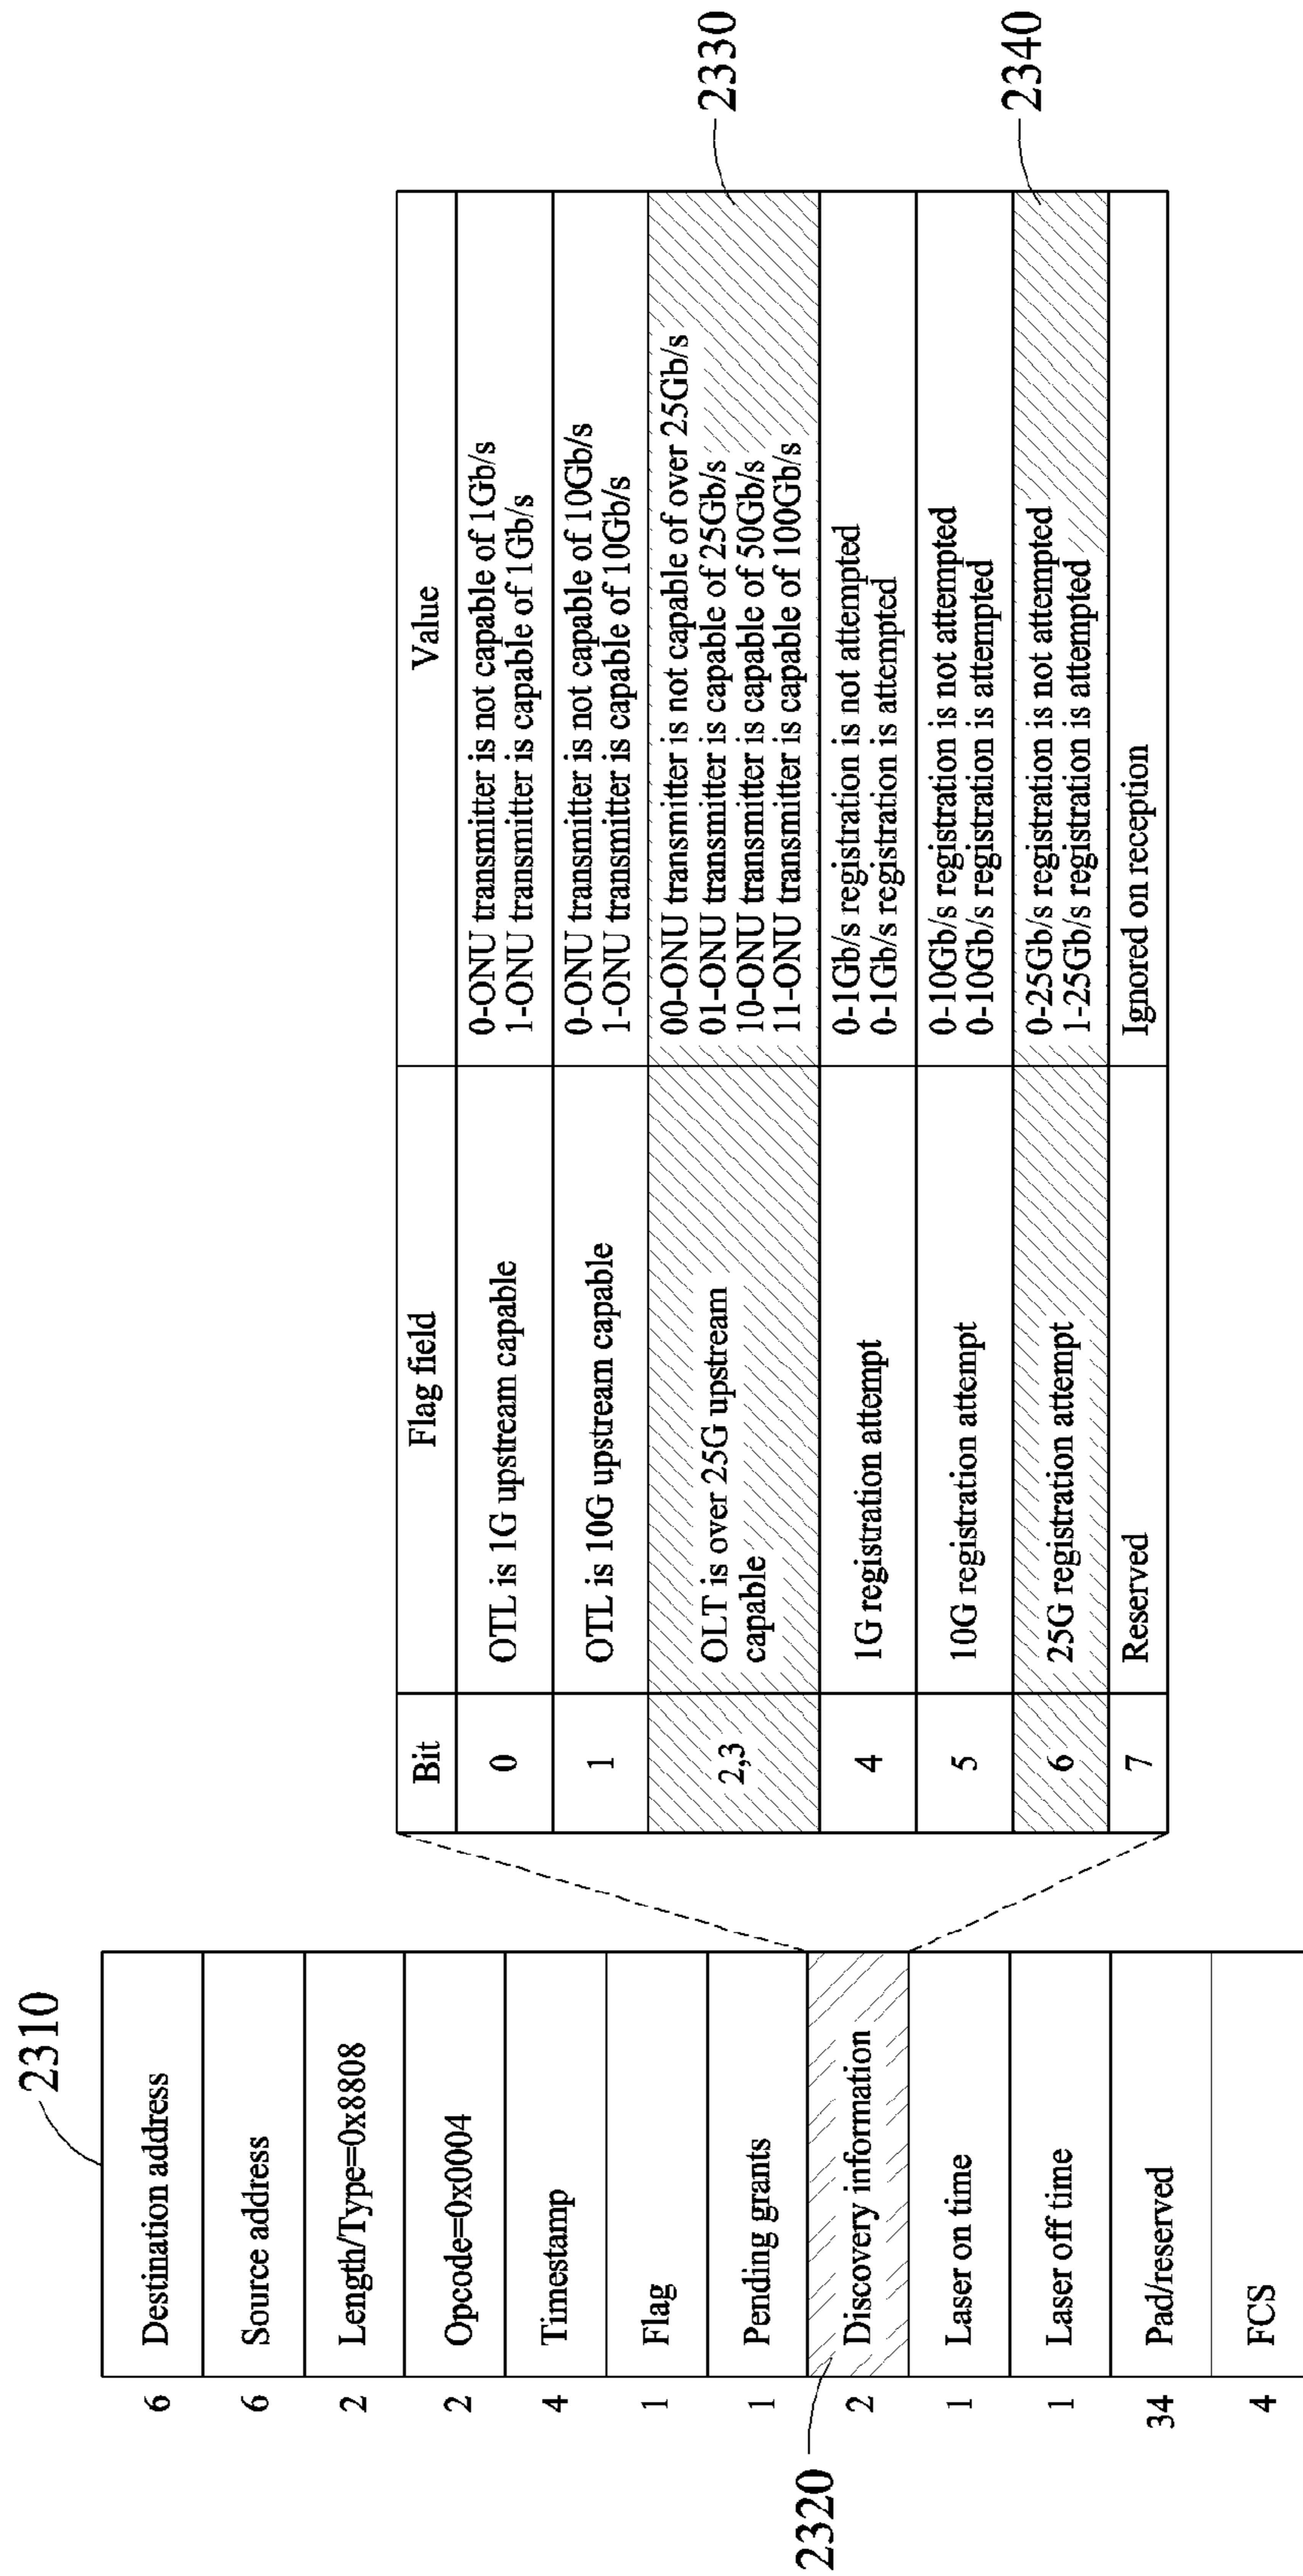 2310
6 Destination address
6 Source address
2 Length/Type=0x8808
2 Opcode=0x0004
4 Timestamp
1 Flag
1 Pending grants
2 Discovery information
1 Laser on time
1 Laser off time
34 Pad/reserved
4 FCS
2320
Bit Flag field Value
0 OTL is 1G upstream capable
0-ONU transmitter is not capable of 1Gb/s
1-ONU transmitter is capable of 1Gb/s
1 OTL is 10G upstream capable
0-ONU transmitter is not capable of 10Gb/s
1-ONU transmitter is capable of 10Gb/s
2,3 OLT is over 25G upstream
capable
00-ONU transmitter is not capable of over 25Gb/s
01-ONU transmitter is capable of 25Gb/s
10-ONU transmitter is capable of 50Gb/s
11-ONU transmitter is capable of 100Gb/s
2330
4 1G registration attempt
0-1Gb/s registration is not attempted
0-1Gb/s registration is attempted
5 10G registration attempt
0-10Gb/s registration is not attempted
0-10Gb/s registration is attempted
6 25G registration attempt
0-25Gb/s registration is not attempted
1-25Gb/s registration is attempted
2340
7 Reserved Ignored on reception